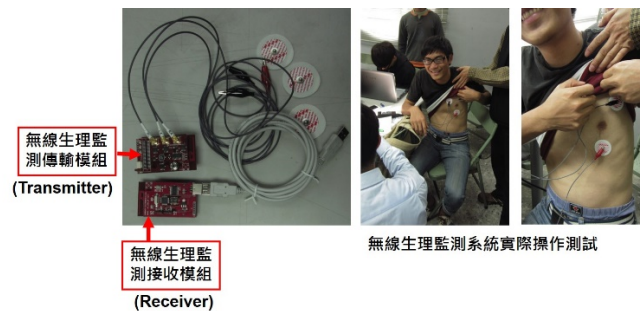 無線生理監
測傳輸模組
(Transmitter)
無線生理監
測接收模組
(Receiver)
無線生理監測系統實際操作測試